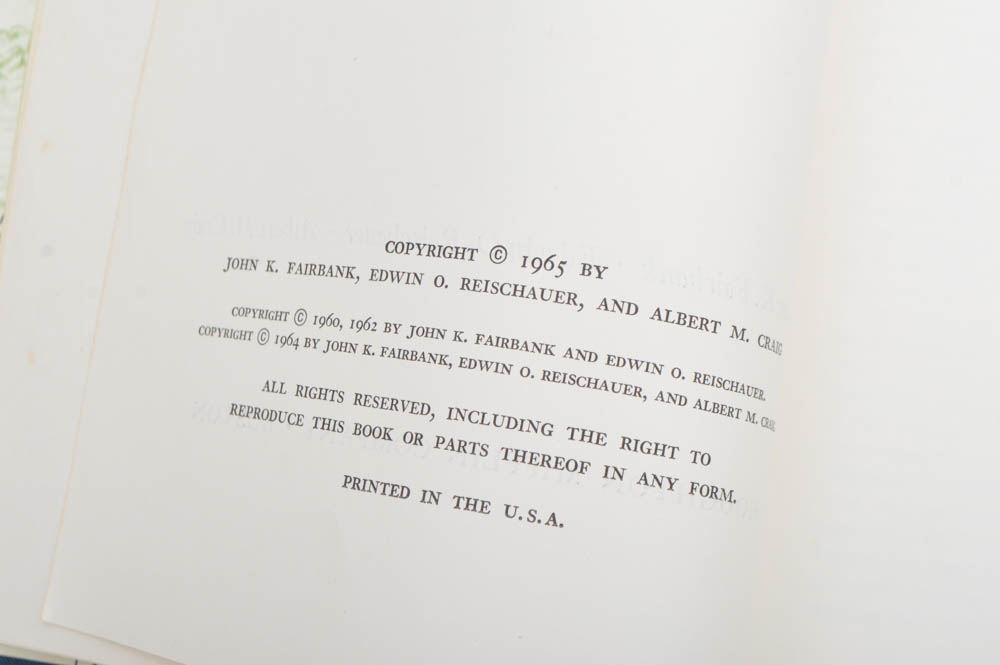 COPYRIGHT © 1965 BY
JOHN K. FAIRBANK, EDWIN O. REISCHAUER, AND ALBERT M. CRAIG
COPYRIGHT © 1960, 1962 BY JOHN K. FAIRBANK AND EDWIN O. REISCHAUER.
COPYRIGHT © 1964 BY JOHN K. FAIRBANK, EDWIN O. REISCHAUER, AND ALBERT M. CRAIG.
ALL RIGHTS RESERVED, INCLUDING THE RIGHT TO
REPRODUCE THIS BOOK OR PARTS THEREOF IN ANY FORM.
PRINTED IN THE U.S.A.